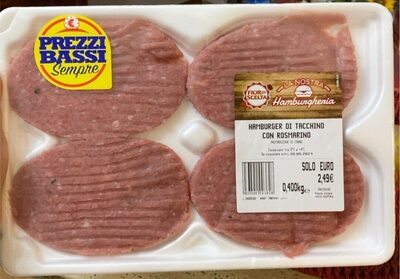 PREZZI
BASSI
Sempre
FIOR DI
SCELTA
LA NOSTRA
Hamburgheria
HAMBURGER DI TACCHINO
CON ROSMARINO
PREPARAZIONE DI CARNE
SOLO EURO
2,49€
0,400kg